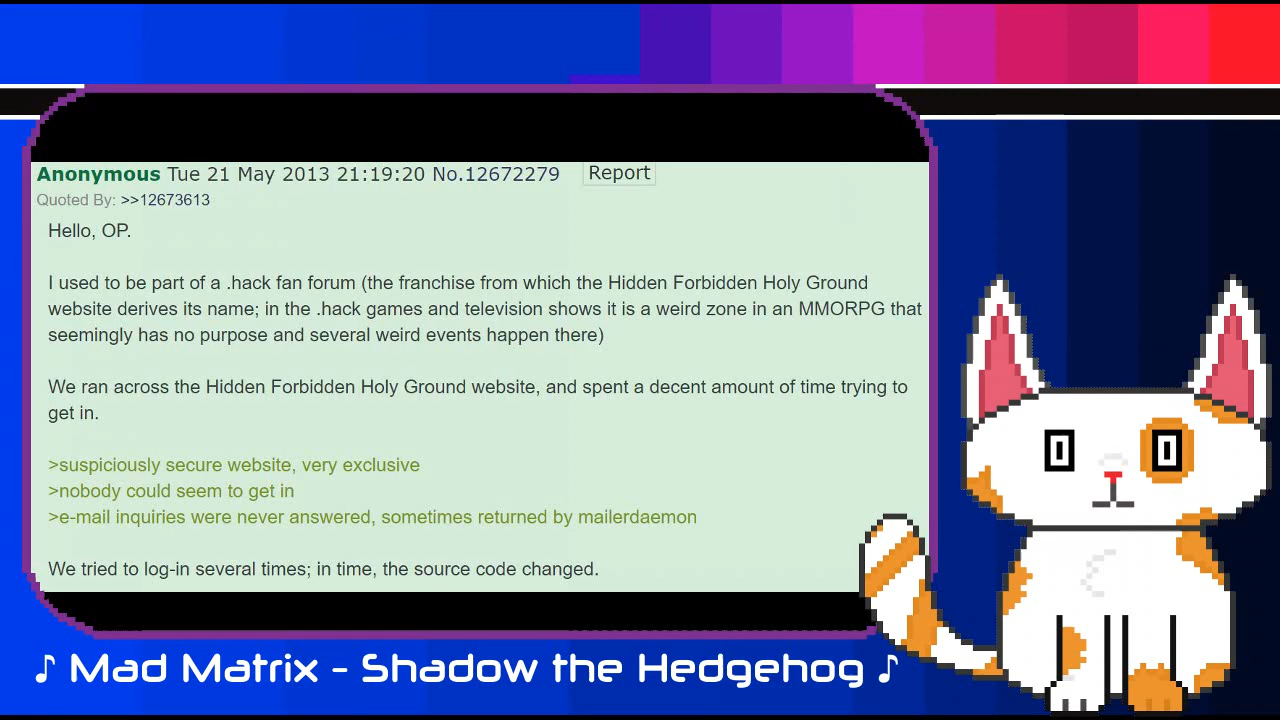 Anonymous Tue 21 May 2013 21:19:20 No.12672279 Report
Quoted By: >>12673613
Hello, OP.
I used to be part of a .hack fan forum (the franchise from which the Hidden Forbidden Holy Ground
website derives its name; in the .hack games and television shows it is a weird zone in an MMORPG that
seemingly has no purpose and several weird events happen there)
We ran across the Hidden Forbidden Holy Ground website, and spent a decent amount of time trying to
get in.
>suspiciously secure website, very exclusive
>nobody could seem to get in
>e-mail inquiries were never answered, sometimes returned by mailerdaemon
We tried to log-in several times; in time, the source code changed.
♪ Mad Matrix - Shadow the Hedgehog ♪